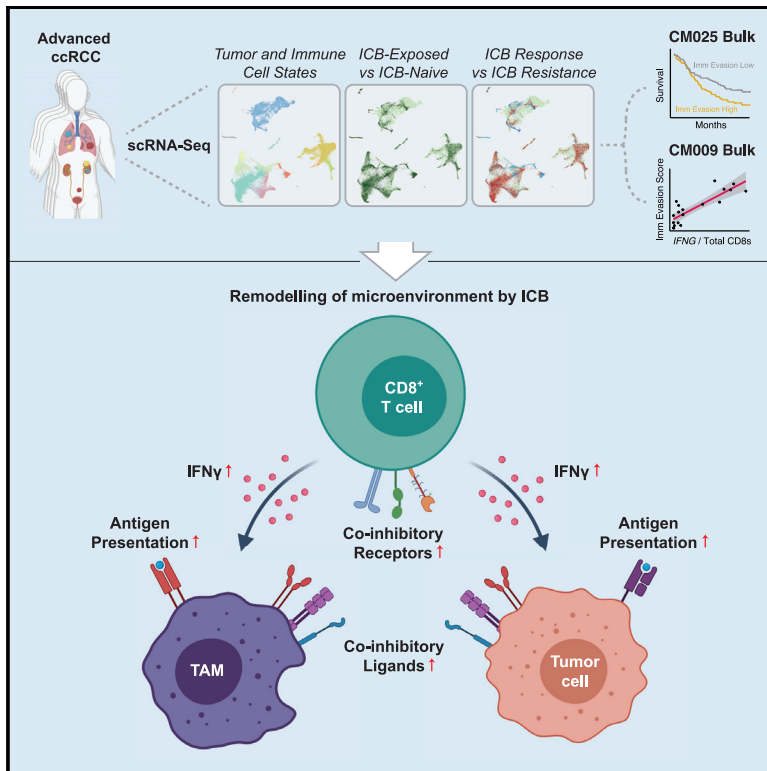 Advanced
ccRCC
scRNA-Seq
Tumor and Immune
Cell States
ICB-Exposed
vs ICB-Naive
ICB Response
vs ICB Resistance
CM025 Bulk
Survival
Imm Evasion Low
Imm Evasion High
Months
CM009 Bulk
Imm Evasion Score
IFNG / Total CD8s
Remodelling of microenvironment by ICB
CD8⁺
T cell
IFNγ ↑
IFNγ ↑
Antigen
Presentation ↑
Co-inhibitory
Receptors ↑
Antigen
Presentation ↑
TAM
Co-inhibitory
Ligands ↑
Tumor
cell